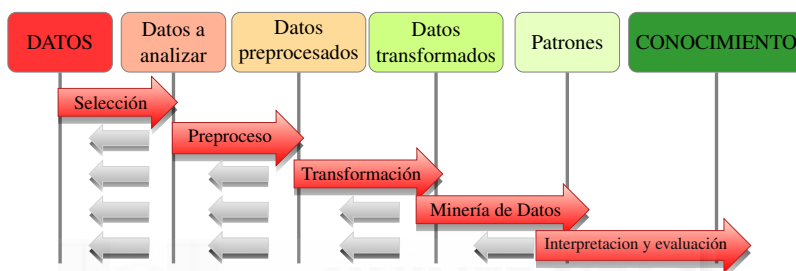 DATOS
Datos a
analizar
Datos
preprocesados
Datos
transformados
Patrones
CONOCIMIENTO
Selección
Preproceso
Transformación
Minería de Datos
Interpretacion y evaluación